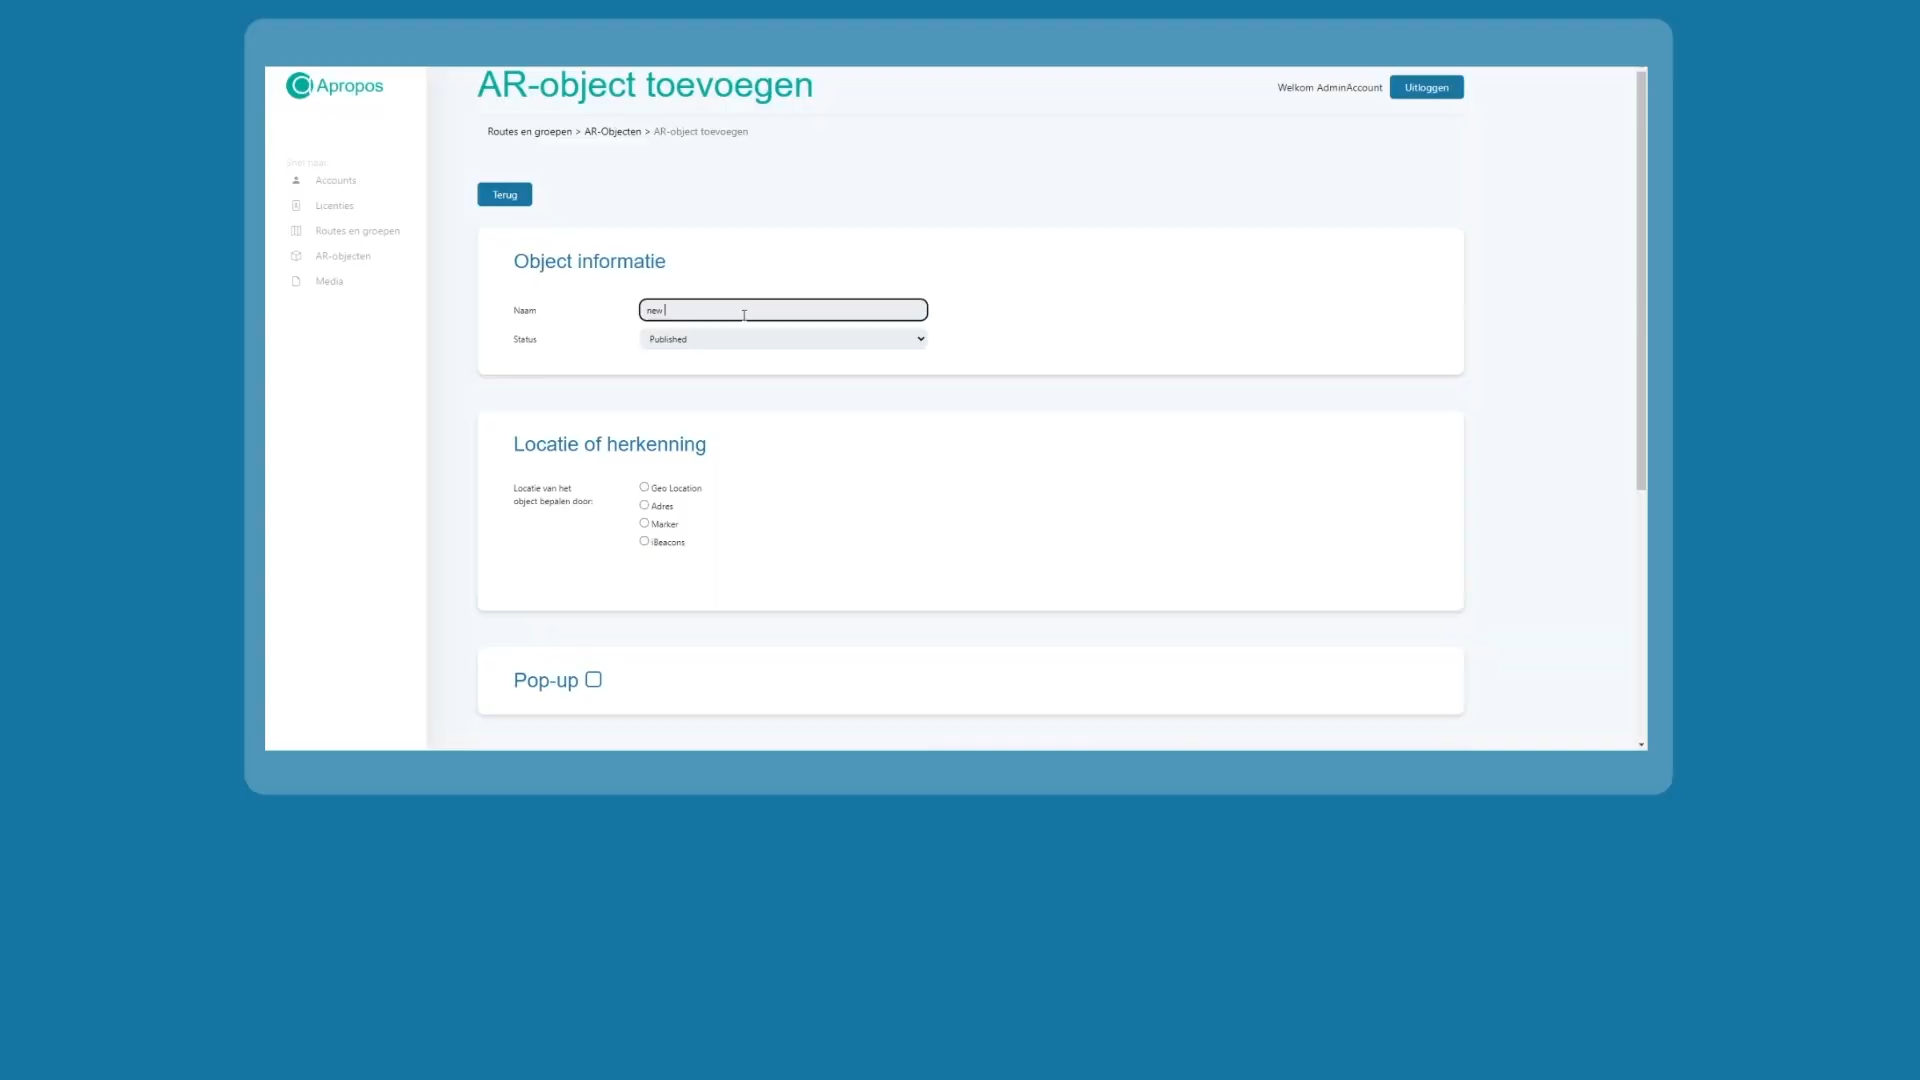 Apropos
AR-object toevoegen
Welkom AdminAccount
Uitloggen
Routes en groepen > AR-Objecten > AR-object toevoegen
Snel naar
Accounts
Licenties
Routes en groepen
AR-objecten
Media
Terug
Object informatie
Naam
new
Status
Published
Locatie of herkenning
Locatie van het
object bepalen door:
Geo Location
Adres
Marker
iBeacons
Pop-up